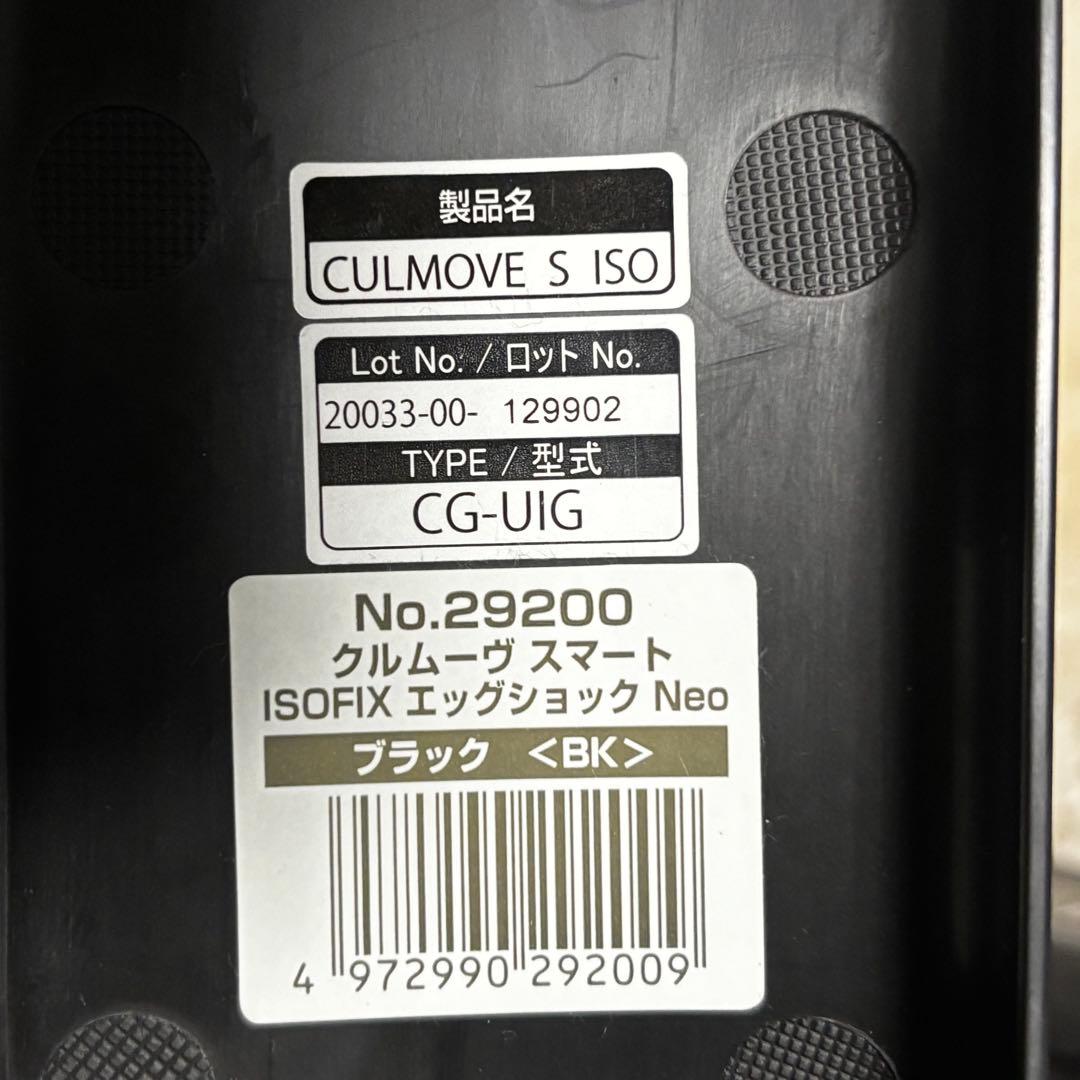 製品名
CULMOVE S ISO
Lot No. / ロット No.
20033-00- 129902
TYPE / 型式
CG-UIG
No.29200
クルムーヴ スマート
ISOFIX エッグショック Neo
ブラック <BK>
4 972990 292009